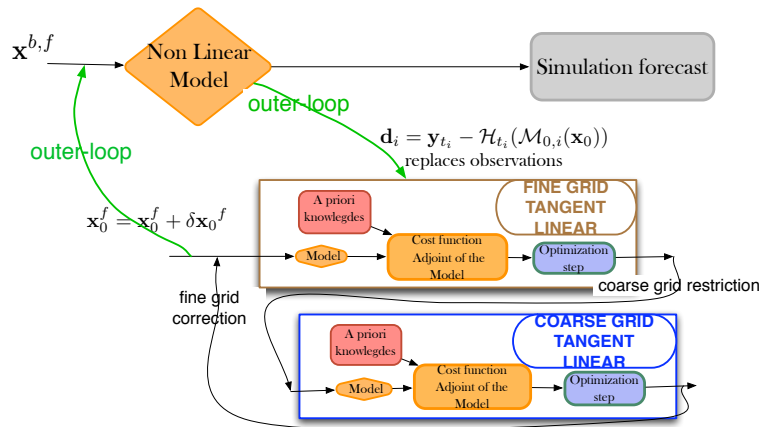 𝐱^{b,f}
Non Linear
Model
Simulation forecast
outer-loop
outer-loop
𝐝_i = 𝐲_{t_i} − ℋ_{t_i}(ℳ_{0,i}(𝐱_0))
replaces observations
𝐱_0^f = 𝐱_0^f + δ𝐱_0^f
FINE GRID
TANGENT
LINEAR
A priori
knowlegdes
Model
Cost function
Adjoint of the
Model
Optimization
step
coarse grid restriction
fine grid
correction
COARSE GRID
TANGENT
LINEAR
A priori
knowlegdes
Model
Cost function
Adjoint of the
Model
Optimization
step